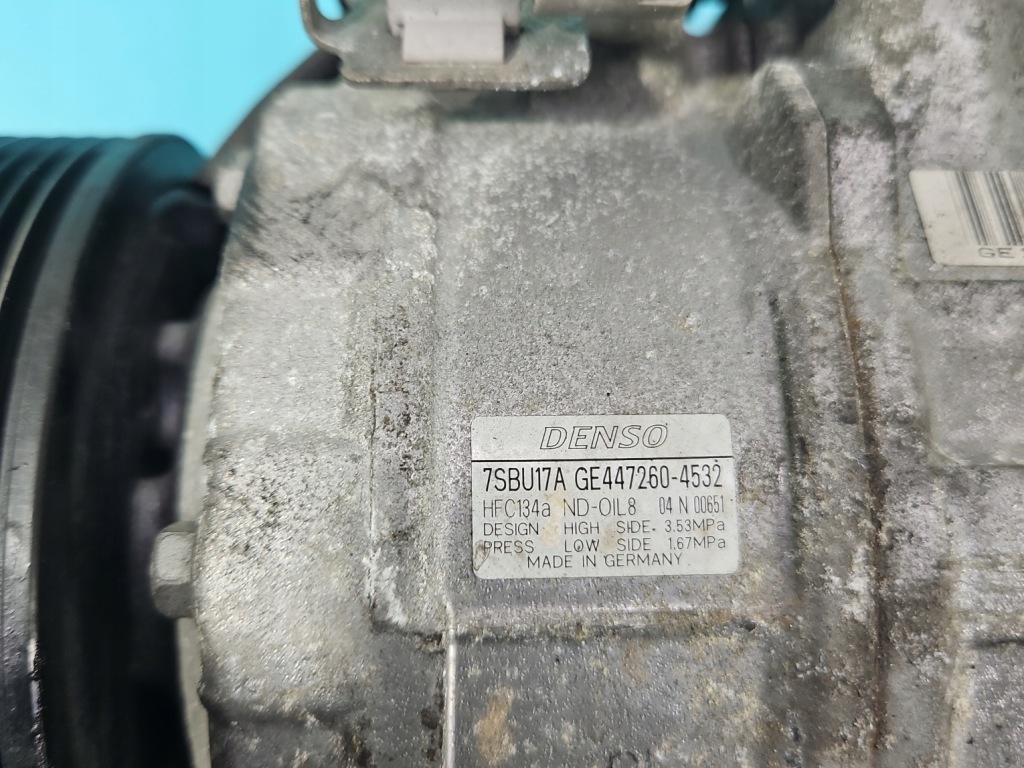 GE
DENSO
7SBU17A GE447260-4532
HFC134a ND-OIL8 04 N 00651
DESIGN HIGH SIDE 3.53MPa
PRESS LOW SIDE 1.67MPa
MADE IN GERMANY